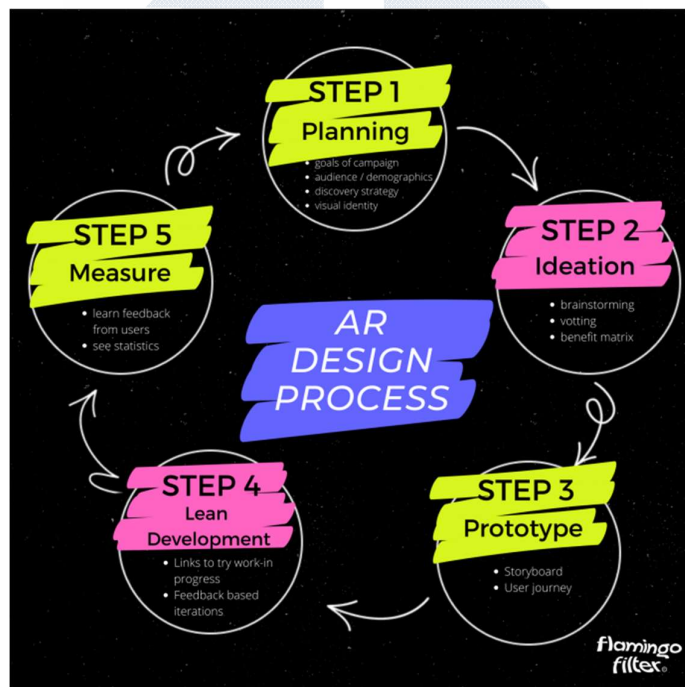 STEP 1
Planning
• goals of campaign
• audience / demographics
• discovery strategy
• visual identity
STEP 2
Ideation
• brainstorming
• votting
• benefit matrix
STEP 3
Prototype
• Storyboard
• User journey
STEP 4
Lean
Development
• Links to try work-in
progress
• Feedback based
iterations
STEP 5
Measure
• learn feedback
from users
• see statistics
AR
DESIGN
PROCESS
flamingo
filter